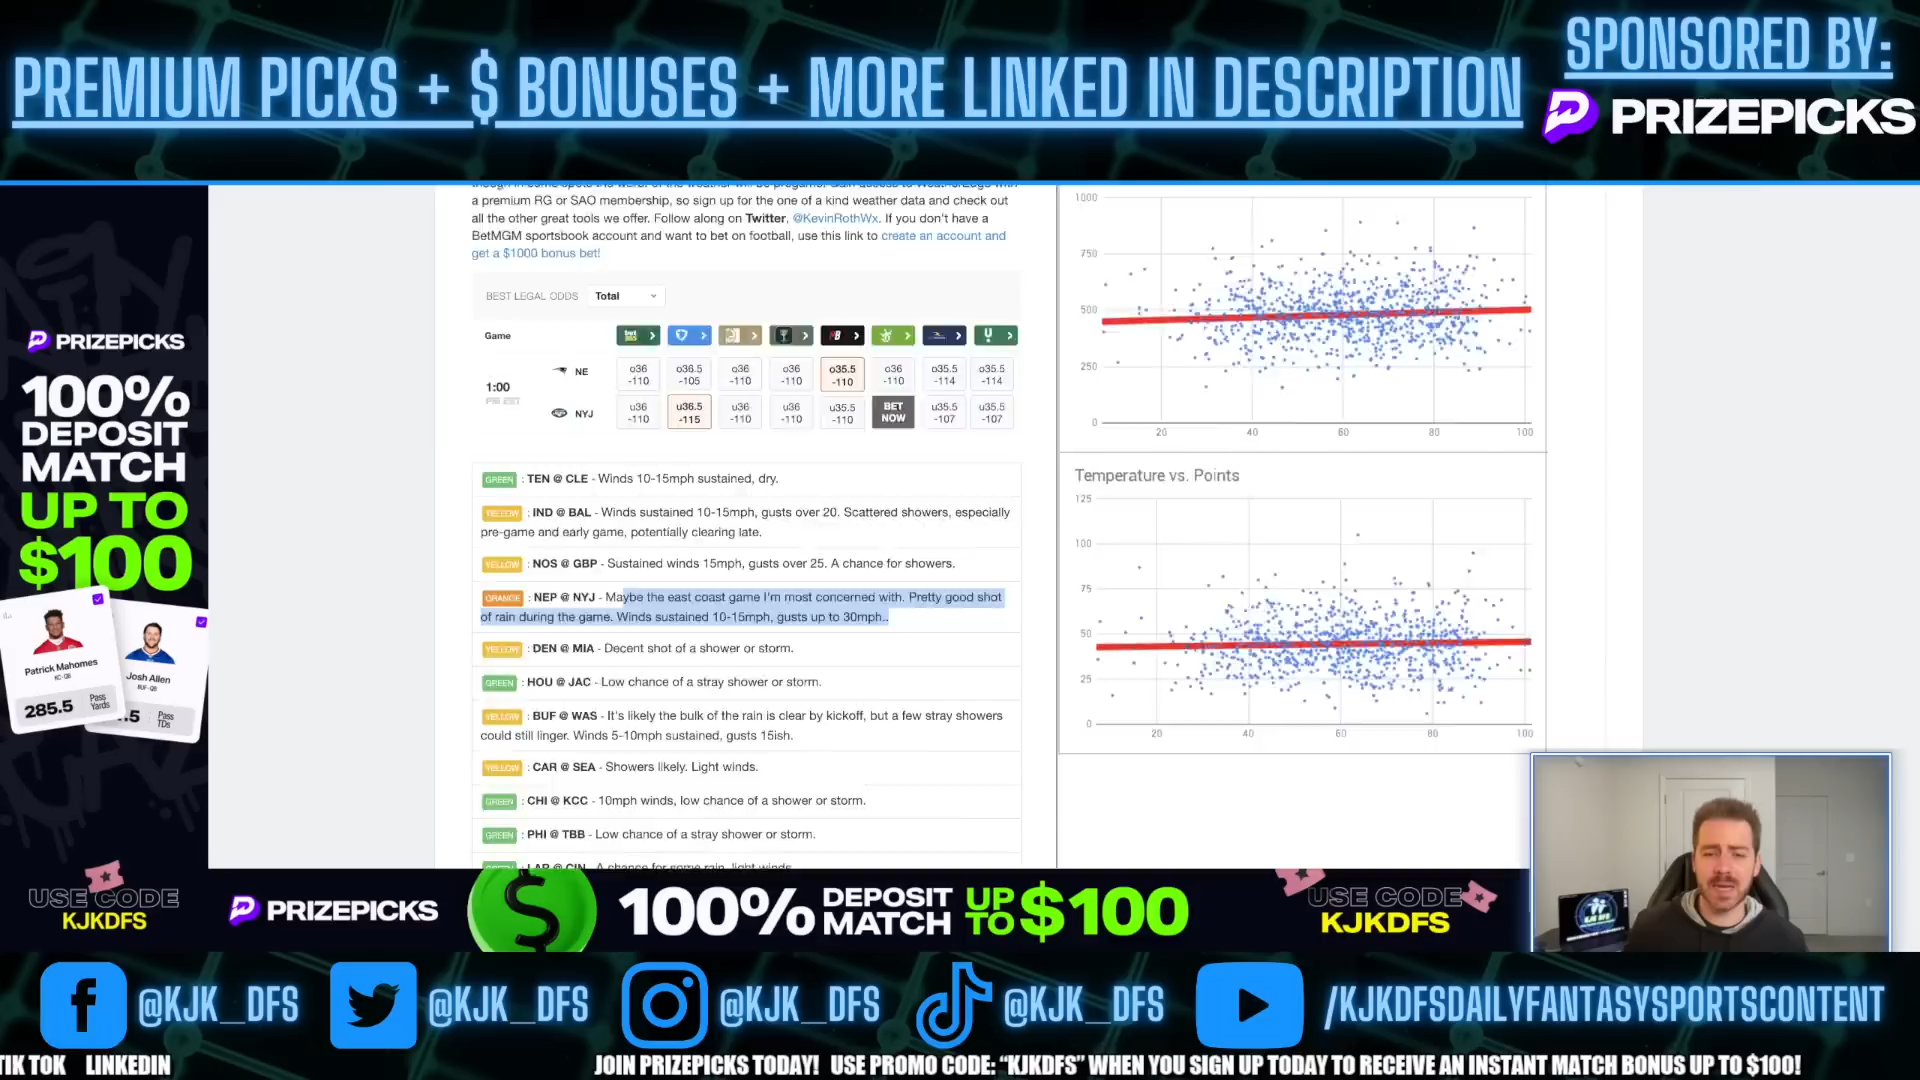 PREMIUM PICKS + $ BONUSES + MORE LINKED IN DESCRIPTION
SPONSORED BY:
PRIZEPICKS
a premium RG or SAO membership, so sign up for the one of a kind weather data and check out
all the other great tools we offer. Follow along on Twitter, @KevinRothWx. If you don't have a
BetMGM sportsbook account and want to bet on football, use this link to create an account and
get a $1000 bonus bet!
BEST LEGAL ODDS Total
Game
1:00
NE
o36 o36.5 o36 o36 o35.5 o36 o35.5 o35.5
-110 -105 -110 -110 -110 -110 -114 -114
NYJ
u36 u36.5 u36 u36 u35.5 BET u35.5 u35.5
-110 -115 -110 -110 -110 NOW -107 -107
GREEN : TEN @ CLE - Winds 10-15mph sustained, dry.
YELLOW : IND @ BAL - Winds sustained 10-15mph, gusts over 20. Scattered showers, especially
pre-game and early game, potentially clearing late.
YELLOW : NOS @ GBP - Sustained winds 15mph, gusts over 25. A chance for showers.
ORANGE : NEP @ NYJ - Maybe the east coast game I'm most concerned with. Pretty good shot
of rain during the game. Winds sustained 10-15mph, gusts up to 30mph..
YELLOW : DEN @ MIA - Decent shot of a shower or storm.
GREEN : HOU @ JAC - Low chance of a stray shower or storm.
YELLOW : BUF @ WAS - It's likely the bulk of the rain is clear by kickoff, but a few stray showers
could still linger. Winds 5-10mph sustained, gusts 15ish.
YELLOW : CAR @ SEA - Showers likely. Light winds.
GREEN : CHI @ KCC - 10mph winds, low chance of a shower or storm.
GREEN : PHI @ TBB - Low chance of a stray shower or storm.
GREEN : LAR @ CIN - A chance for some rain, light winds
1000
750
500
250
0
20 40 60 80 100
Temperature vs. Points
125
100
75
50
25
0
20 40 60 80 100
PRIZEPICKS
100%
DEPOSIT
MATCH
UP TO
$100
Patrick Mahomes
KC-QB
285.5 Pass Yards
Josh Allen
BUF-QB
.5 Pass TDs
USE CODE
KJKDFS
PRIZEPICKS
$
100% DEPOSIT MATCH UP TO $100
USE CODE
KJKDFS
@KJK_DFS @KJK_DFS @KJK_DFS @KJK_DFS /KJKDFSDAILYFANTASYSPORTSCONTENT
TIK TOK LINKEDIN JOIN PRIZEPICKS TODAY! USE PROMO CODE: “KJKDFS” WHEN YOU SIGN UP TODAY TO RECEIVE AN INSTANT MATCH BONUS UP TO $100!